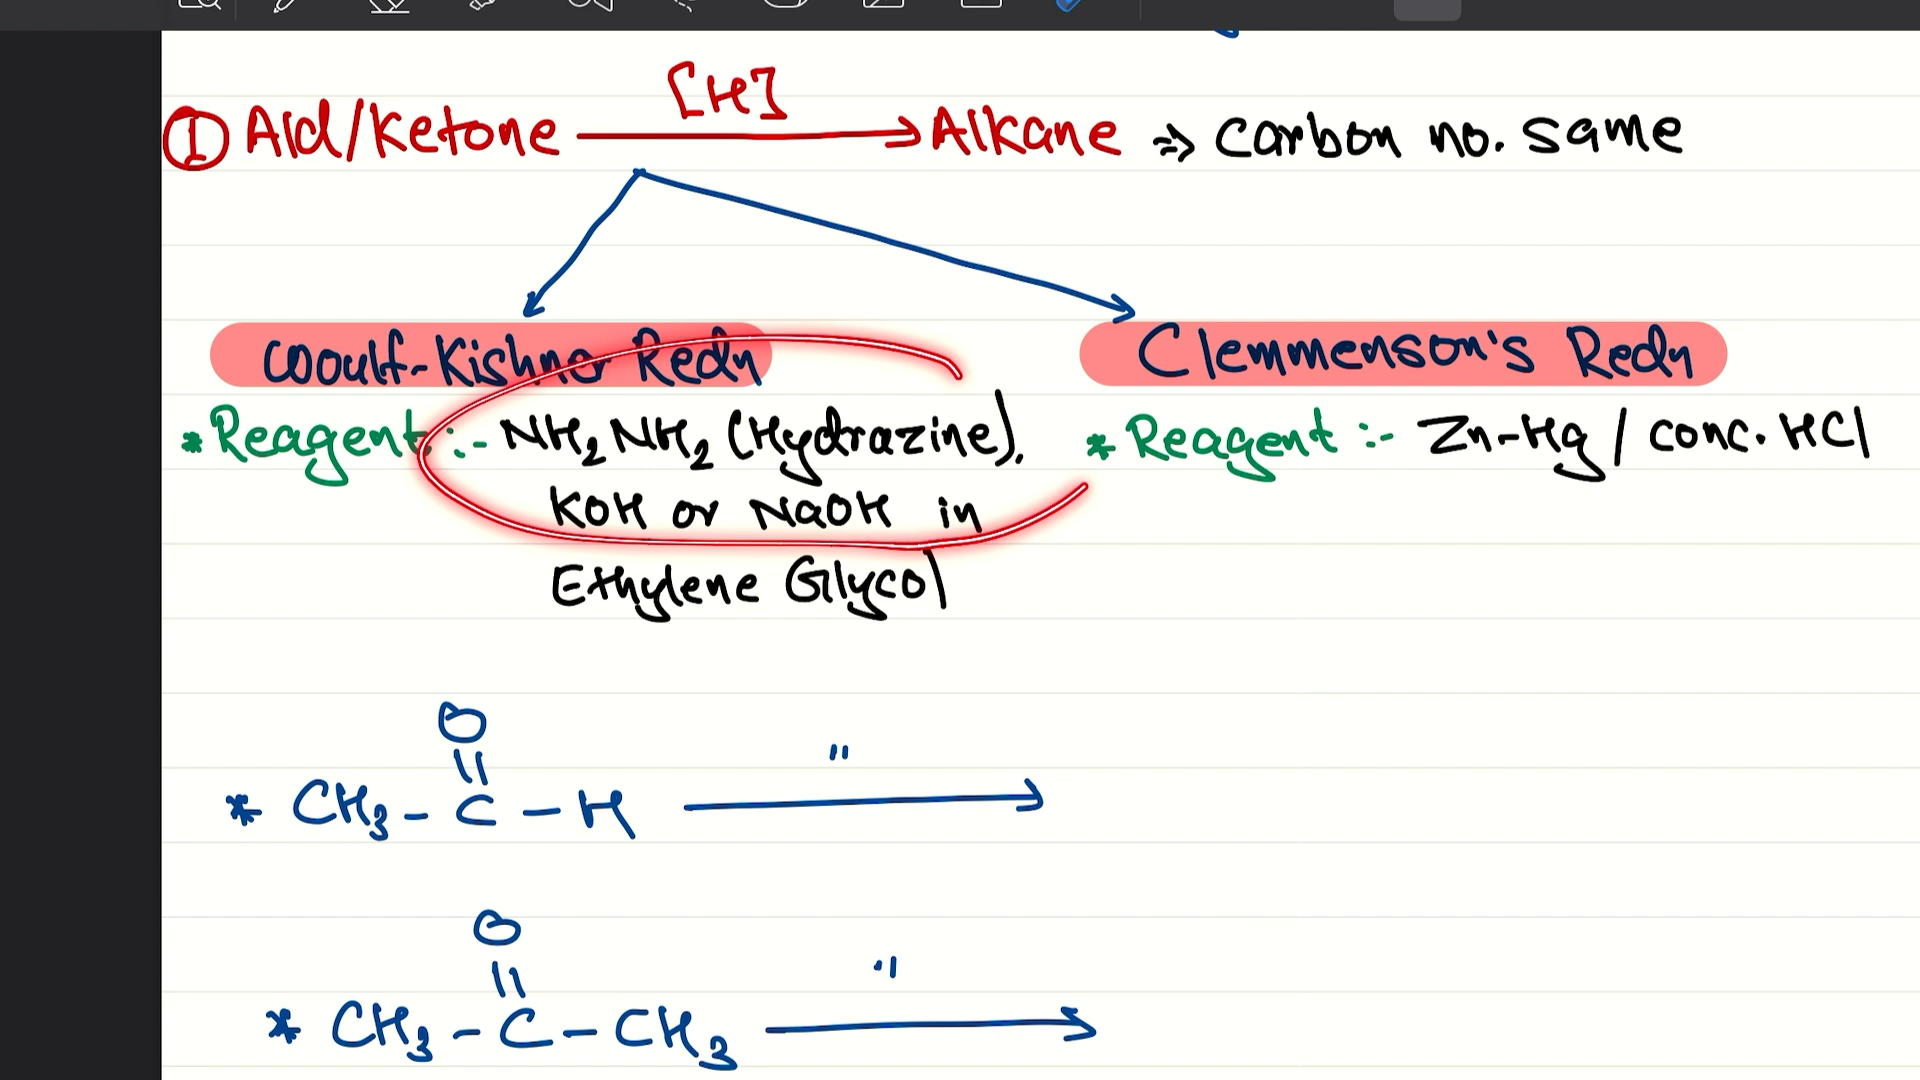 ① Ald/Ketone [H] → Alkane ⇒ Carbon no. same
Woulf-Kishner Redn
Clemmenson's Redn
* Reagent :- NH₂NH₂ (Hydrazine),
KOH or NaOH in
Ethylene Glycol
* Reagent :- Zn-Hg / conc. HCl
O
||
* CH₃ - C - H " →
O
||
* CH₃ - C - CH₃ " →